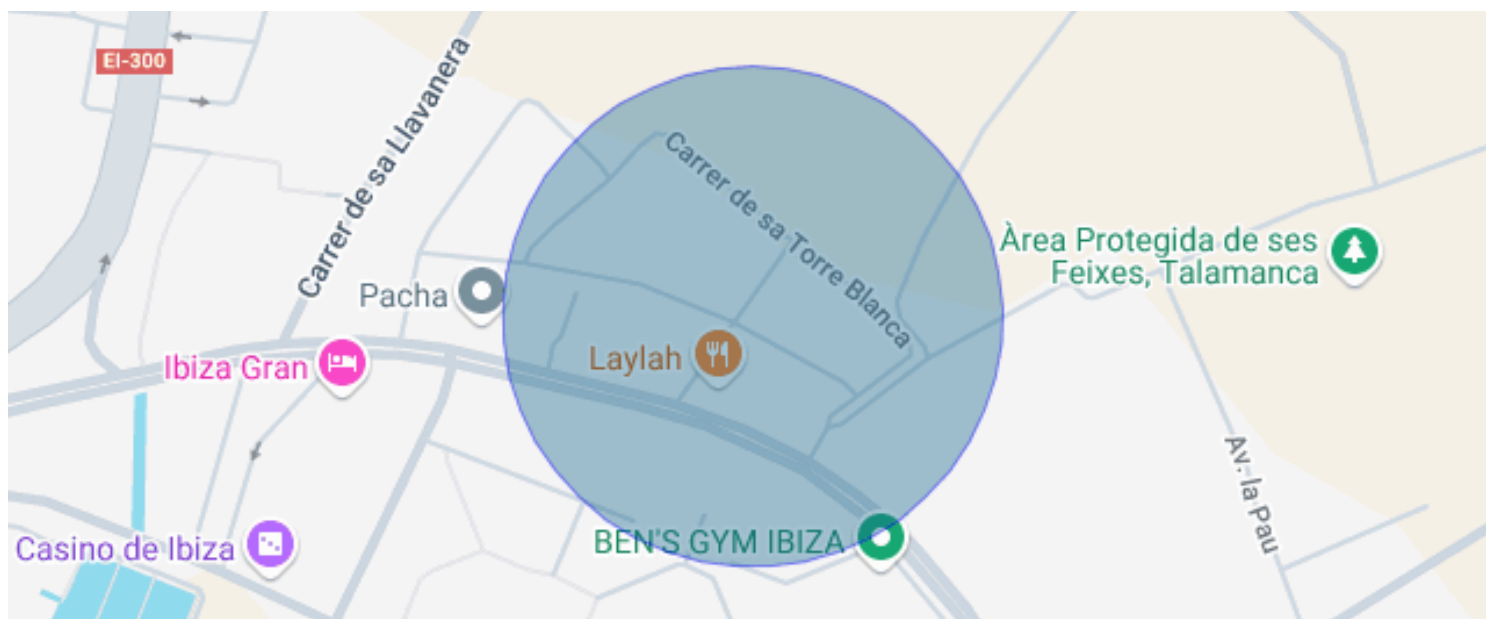 EI-300
Carrer de sa Llavanera
Carrer de sa Torre Blanca
Àrea Protegida de ses
Feixes, Talamanca
Pacha
Laylah
Ibiza Gran
Av. la Pau
Casino de Ibiza
BEN'S GYM IBIZA